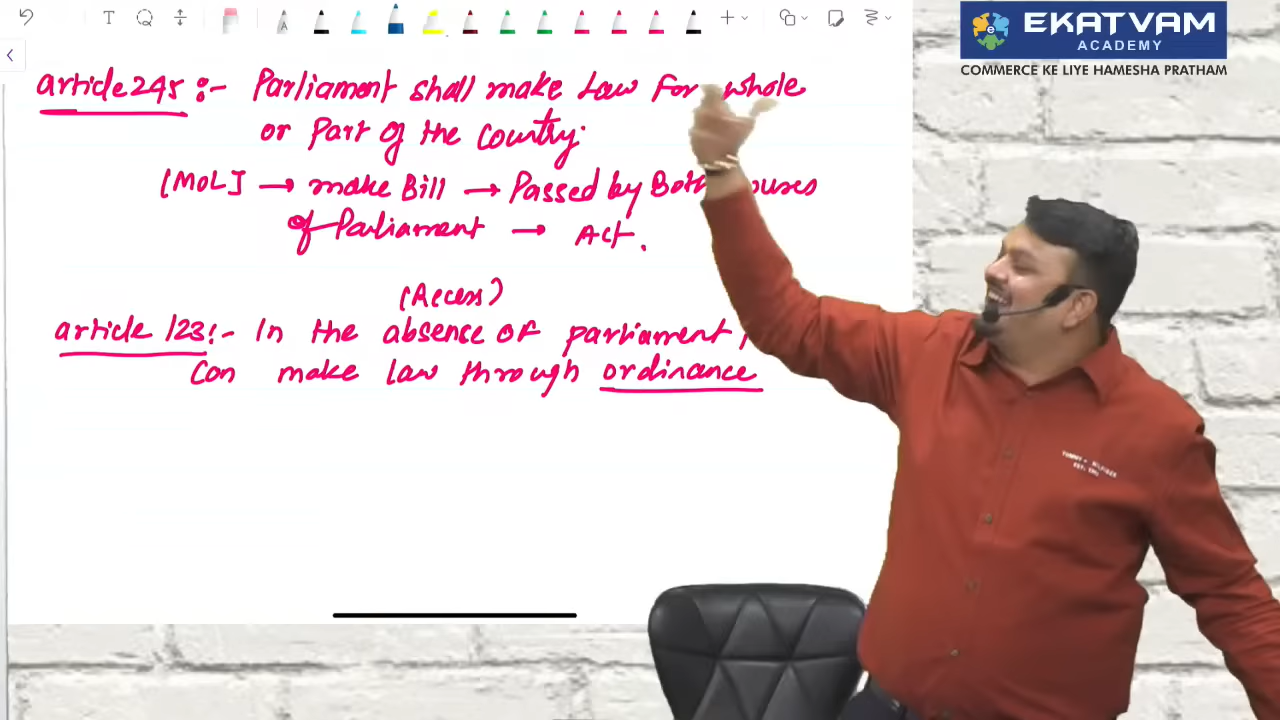 EKATVAM
ACADEMY
COMMERCE KE LIYE HAMESHA PRATHAM
article 245 :- Parliament shall make Law For whole
or Part of the Country.
[MoL] → make Bill → Passed by Both
of Parliament → Act.
(Access)
article 123 :- In the absence of parliament,
Can make law through ordinance